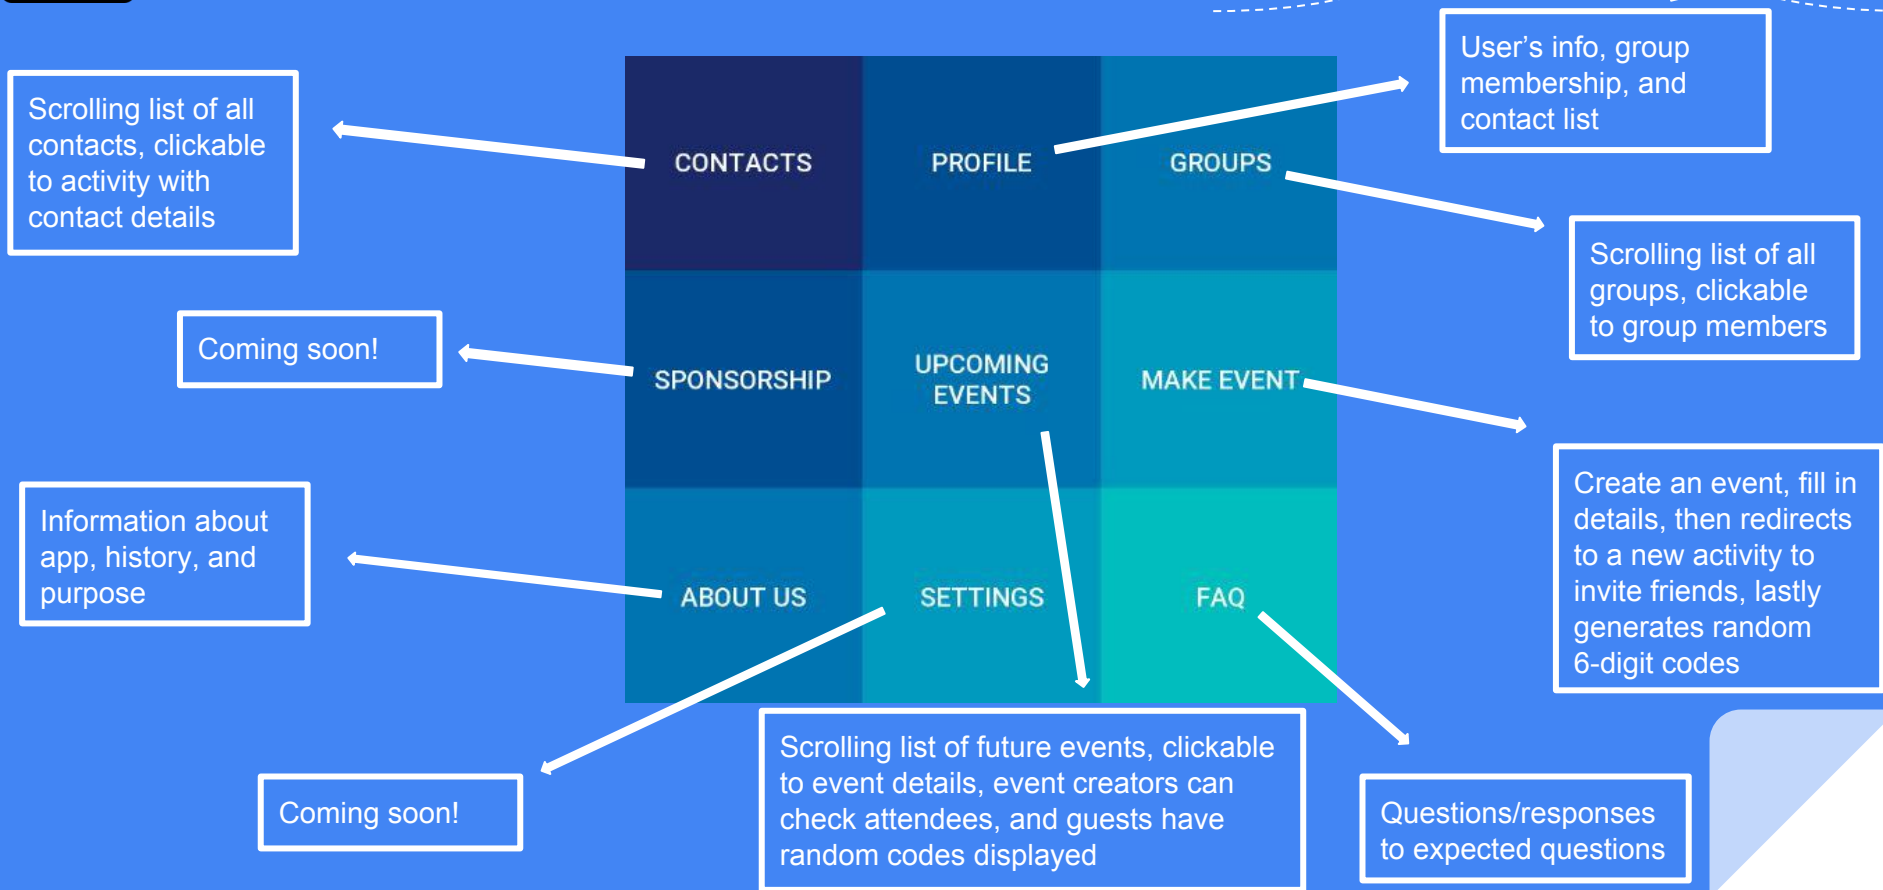 User’s info, group
membership, and
contact list
Scrolling list of all
contacts, clickable
to activity with
contact details
CONTACTS
PROFILE
GROUPS
Scrolling list of all
groups, clickable
to group members
Coming soon!
SPONSORSHIP
UPCOMING
EVENTS
MAKE EVENT
Create an event, fill in
details, then redirects
to a new activity to
invite friends, lastly
generates random
6-digit codes
Information about
app, history, and
purpose
ABOUT US
SETTINGS
FAQ
Coming soon!
Scrolling list of future events, clickable
to event details, event creators can
check attendees, and guests have
random codes displayed
Questions/responses
to expected questions